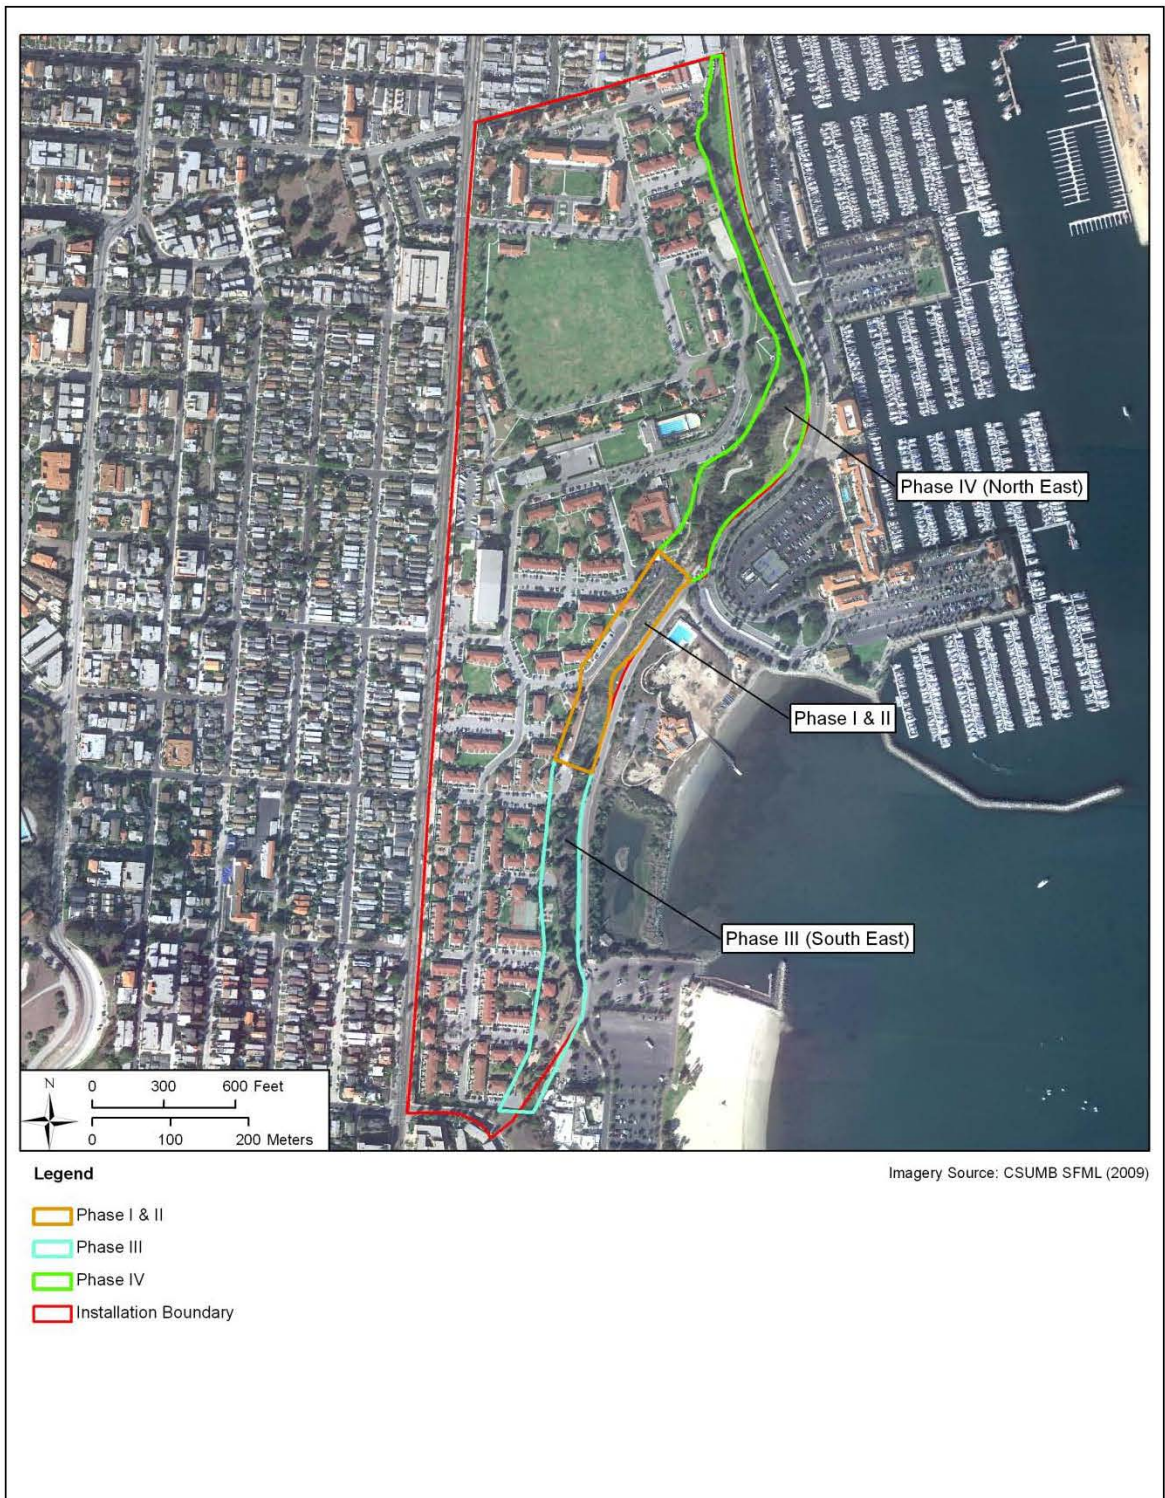 Phase IV (North East)
Phase I & II
Phase III (South East)
N
0 300 600 Feet
0 100 200 Meters
Legend
Imagery Source: CSUMB SFML (2009)
Phase I & II
Phase III
Phase IV
Installation Boundary